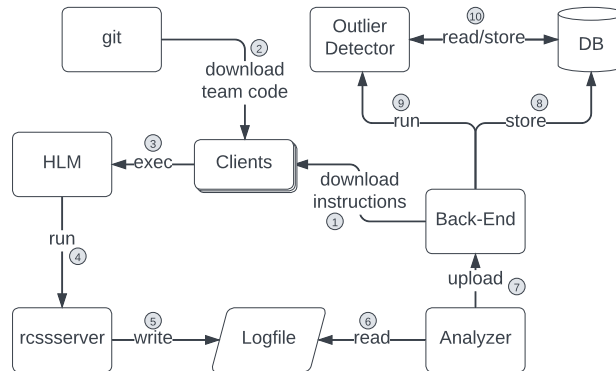 git
2
download
team code
Outlier
Detector
10
read/store
DB
9
run
8
store
HLM
3
exec
Clients
download
instructions
1
Back-End
run
4
upload
7
rcssserver
5
write
Logfile
6
read
Analyzer